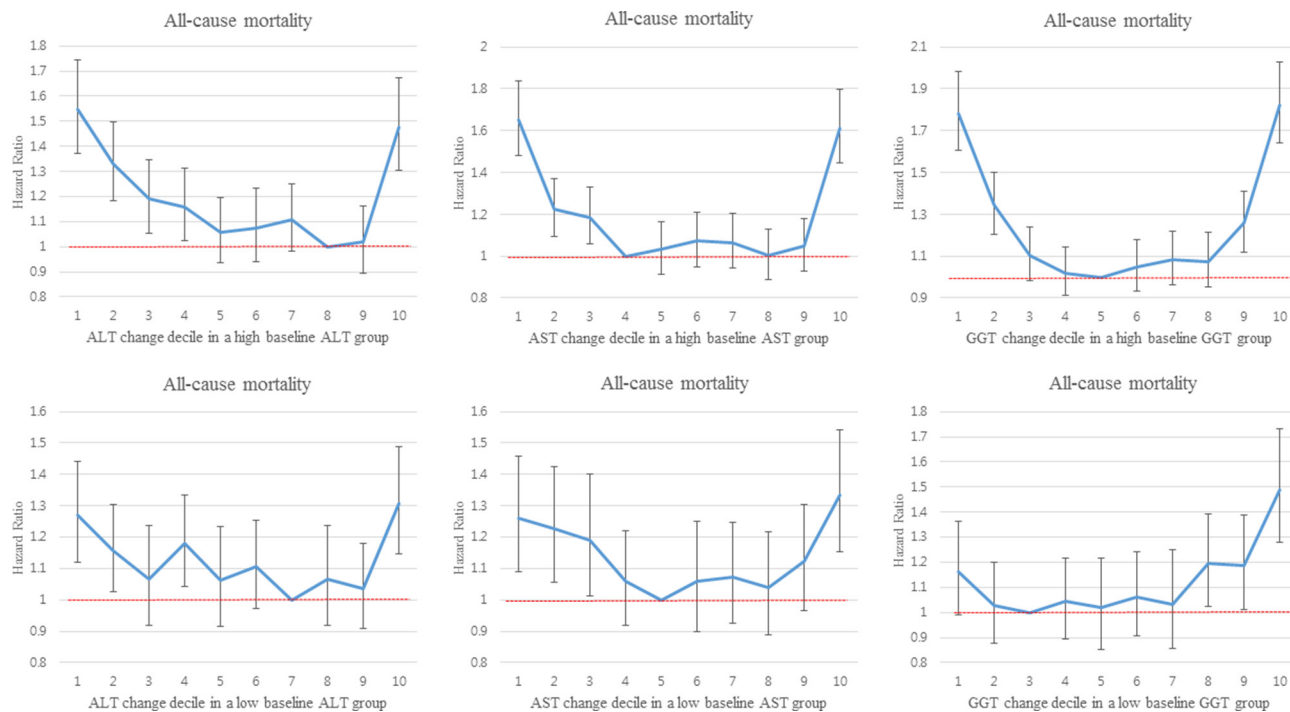 All-cause mortality
Hazard Ratio
1.8
1.7
1.6
1.5
1.4
1.3
1.2
1.1
1
0.9
0.8
1 2 3 4 5 6 7 8 9 10
ALT change decile in a high baseline ALT group
All-cause mortality
Hazard Ratio
2
1.8
1.6
1.4
1.2
1
0.8
1 2 3 4 5 6 7 8 9 10
AST change decile in a high baseline AST group
All-cause mortality
Hazard Ratio
2.1
1.9
1.7
1.5
1.3
1.1
0.9
1 2 3 4 5 6 7 8 9 10
GGT change decile in a high baseline GGT group
All-cause mortality
Hazard Ratio
1.6
1.5
1.4
1.3
1.2
1.1
1
0.9
0.8
1 2 3 4 5 6 7 8 9 10
ALT change decile in a low baseline ALT group
All-cause mortality
Hazard Ratio
1.6
1.5
1.4
1.3
1.2
1.1
1
0.9
0.8
1 2 3 4 5 6 7 8 9 10
AST change decile in a low baseline AST group
All-cause mortality
Hazard Ratio
1.8
1.7
1.6
1.5
1.4
1.3
1.2
1.1
1
0.9
0.8
1 2 3 4 5 6 7 8 9 10
GGT change decile in a low baseline GGT group